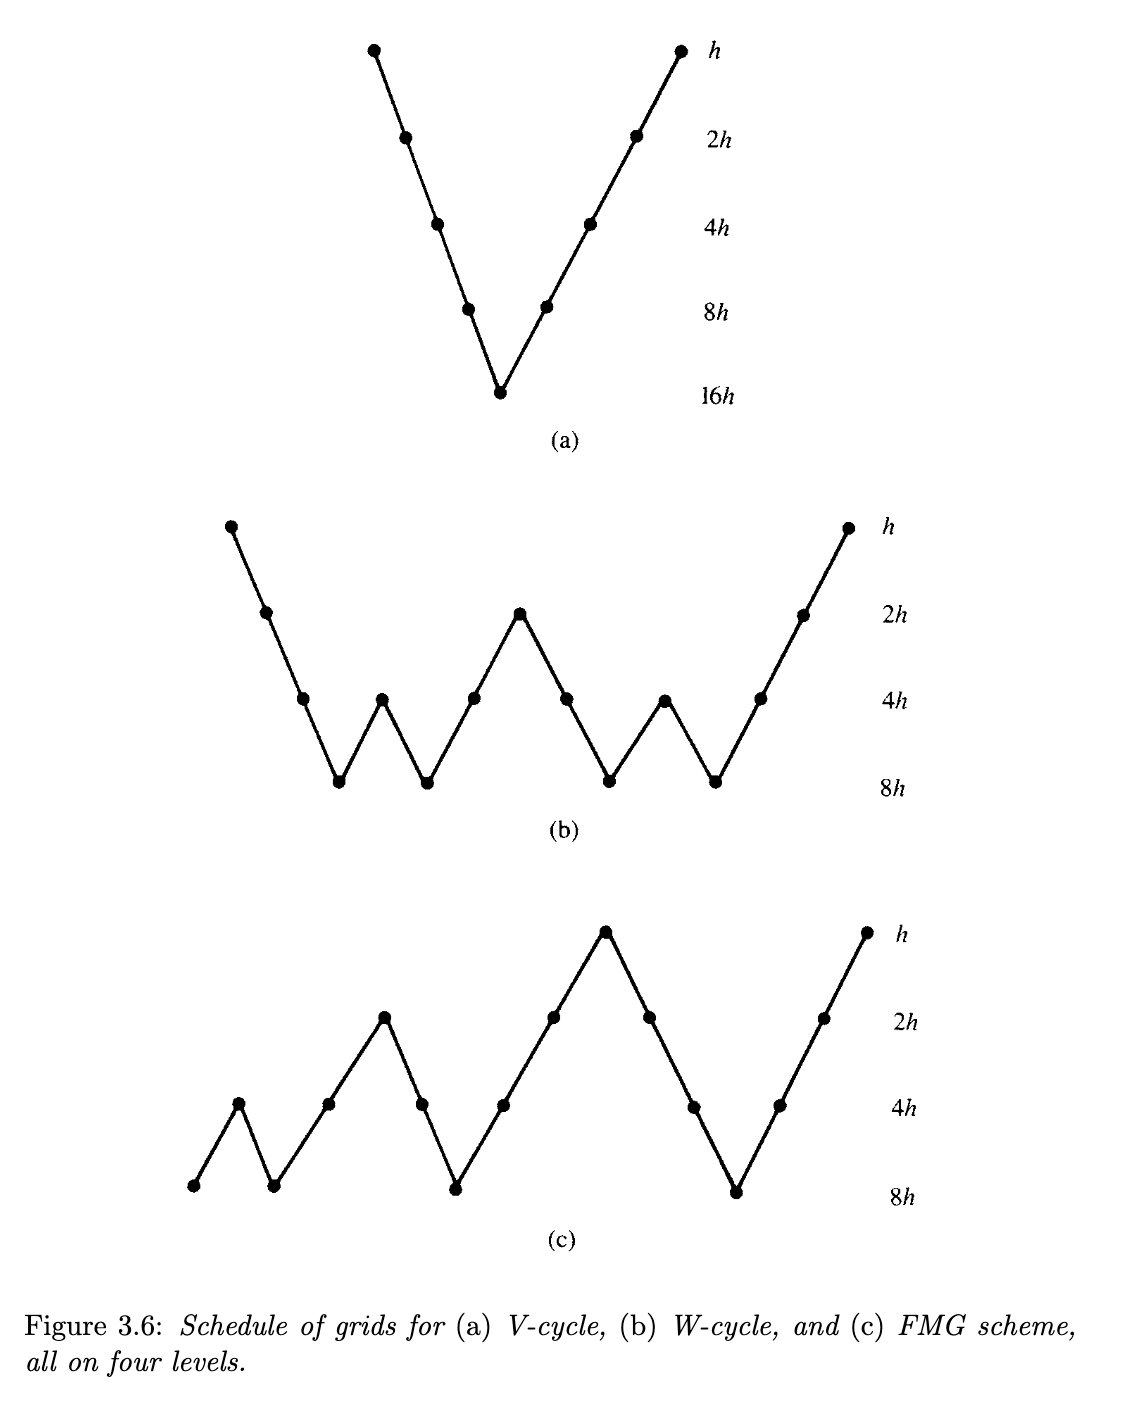 h
2h
4h
8h
16h
(a)
h
2h
4h
8h
(b)
h
2h
4h
8h
(c)
Figure 3.6: Schedule of grids for (a) V-cycle, (b) W-cycle, and (c) FMG scheme,
all on four levels.